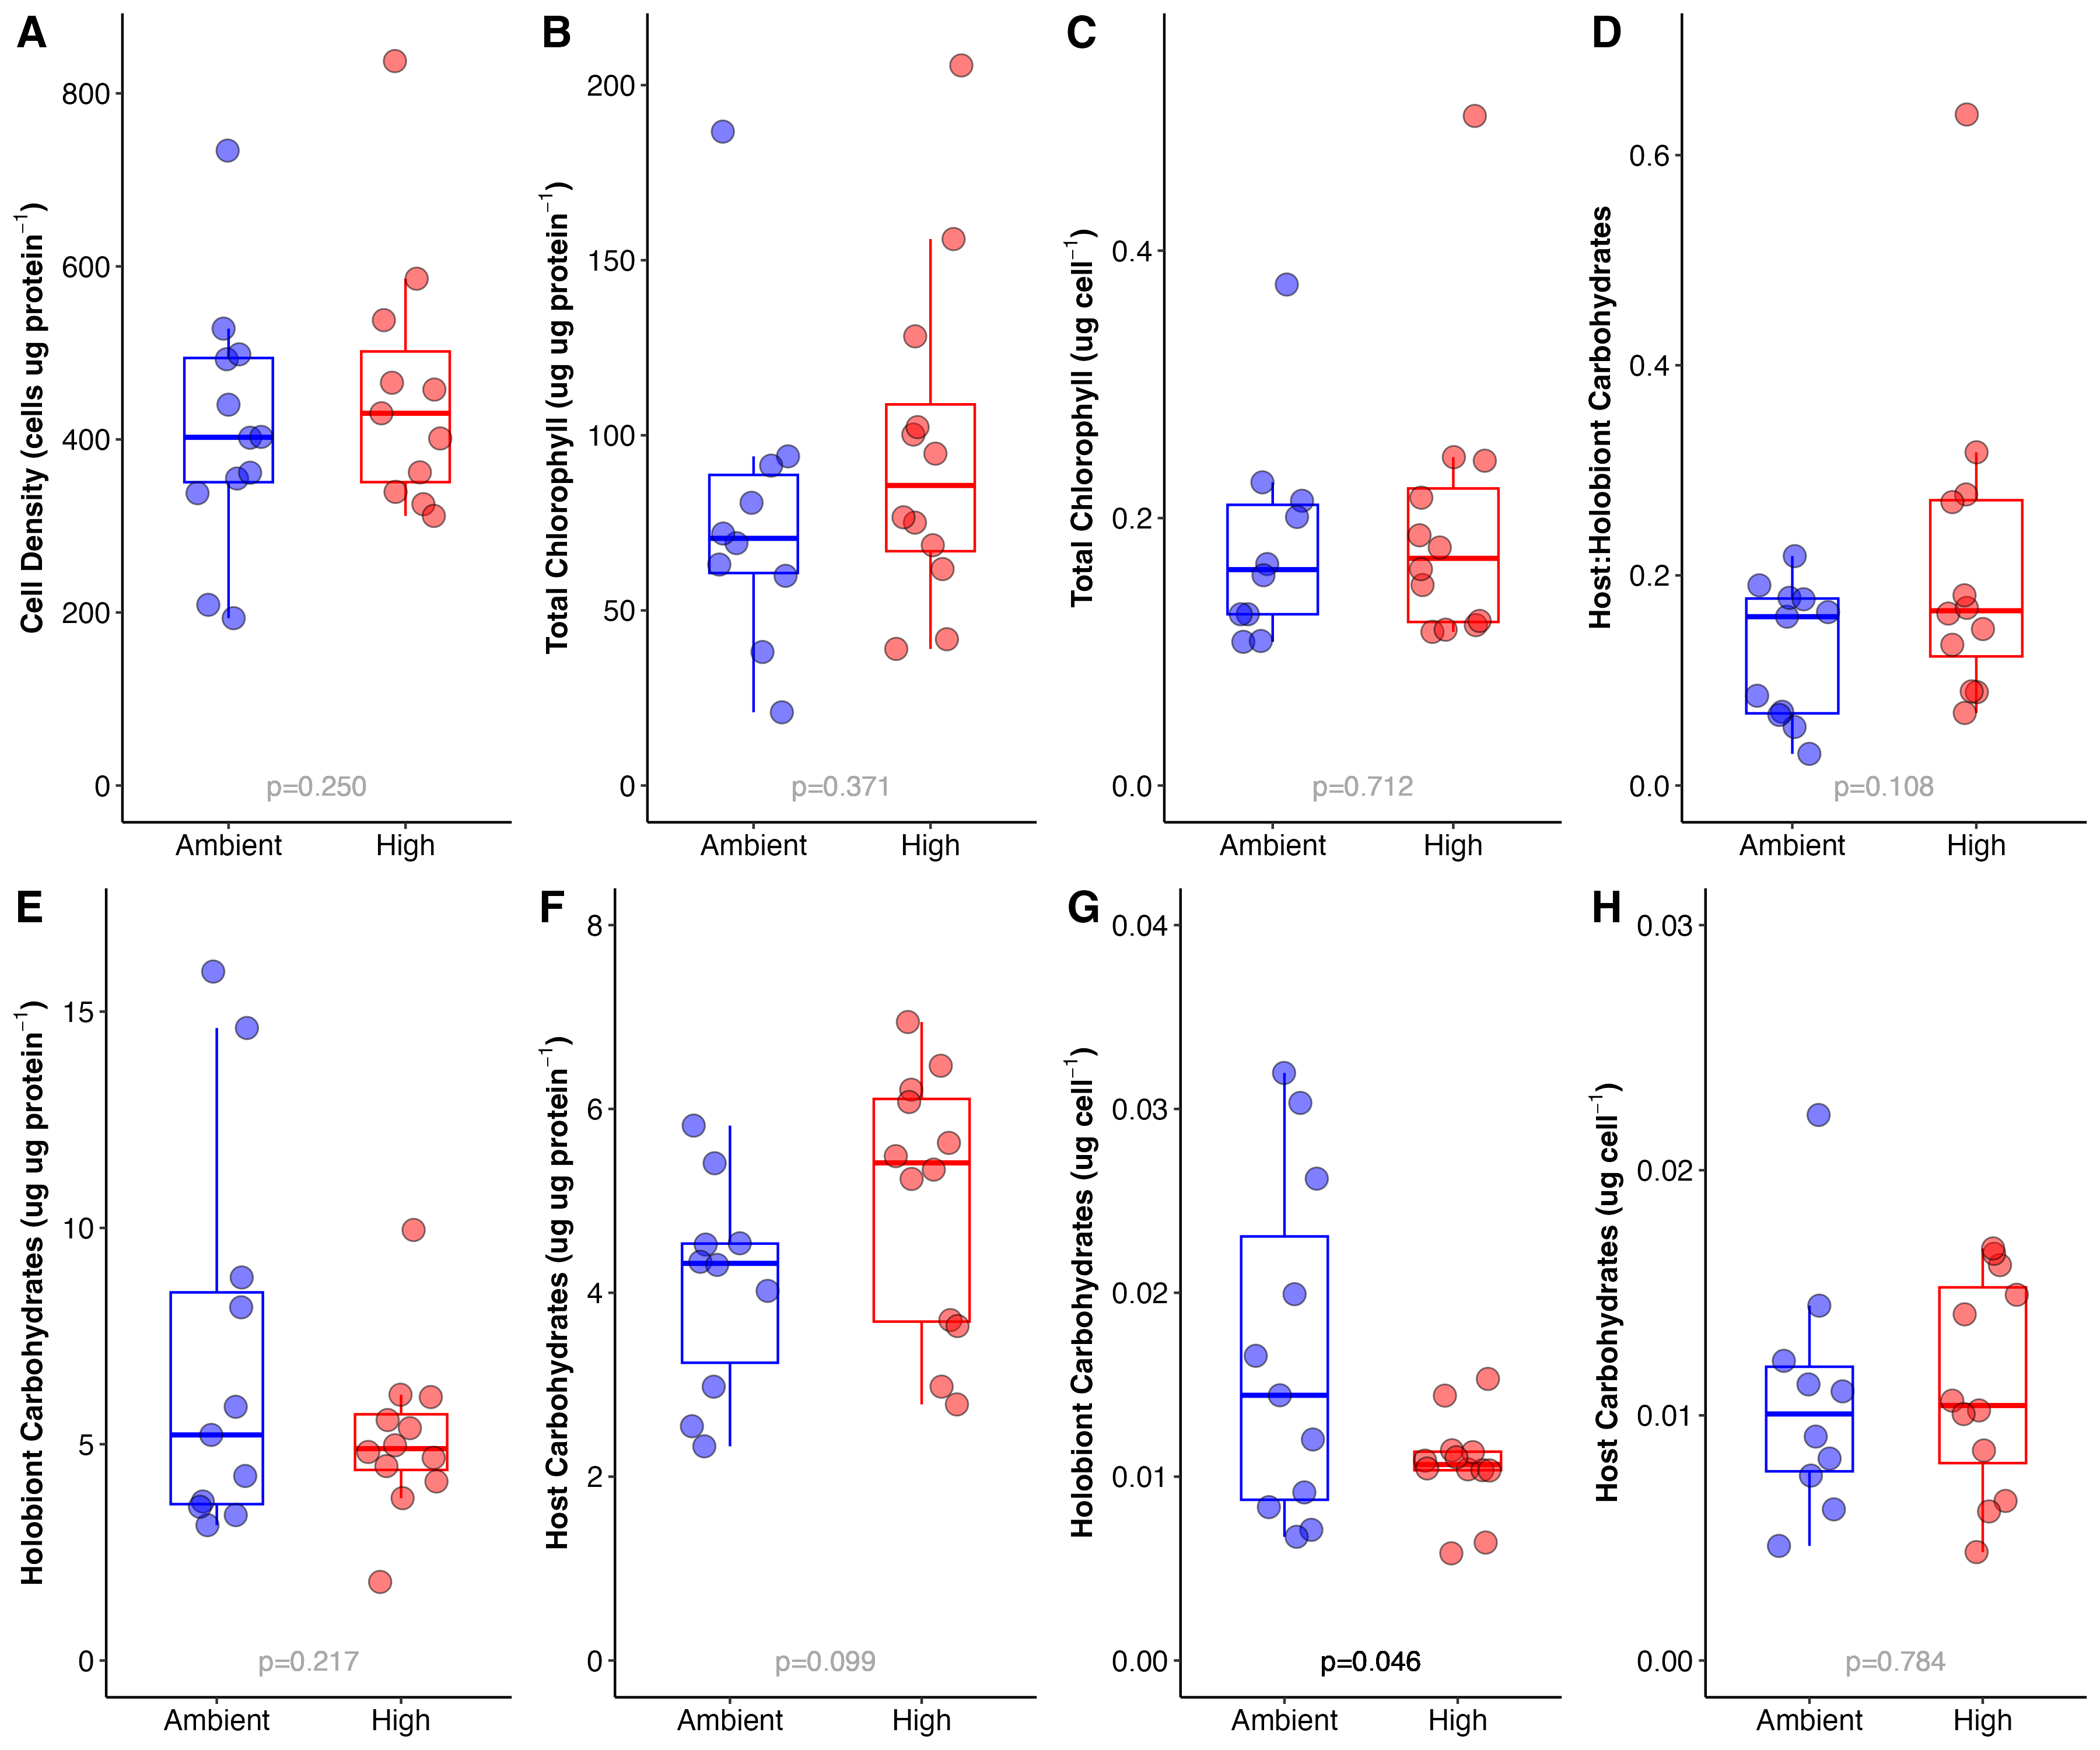 A
Cell Density (cells ug protein⁻¹)
800
600
400
200
0
p=0.250
Ambient
High
B
Total Chlorophyll (ug ug protein⁻¹)
200
150
100
50
0
p=0.371
Ambient
High
C
Total Chlorophyll (ug cell⁻¹)
0.4
0.2
0.0
p=0.712
Ambient
High
D
Host:Holobiont Carbohydrates
0.6
0.4
0.2
0.0
p=0.108
Ambient
High
E
Holobiont Carbohydrates (ug ug protein⁻¹)
15
10
5
0
p=0.217
Ambient
High
F
Host Carbohydrates (ug ug protein⁻¹)
8
6
4
2
0
p=0.099
Ambient
High
G
Holobiont Carbohydrates (ug cell⁻¹)
0.04
0.03
0.02
0.01
0.00
p=0.046
Ambient
High
H
Host Carbohydrates (ug cell⁻¹)
0.03
0.02
0.01
0.00
p=0.784
Ambient
High